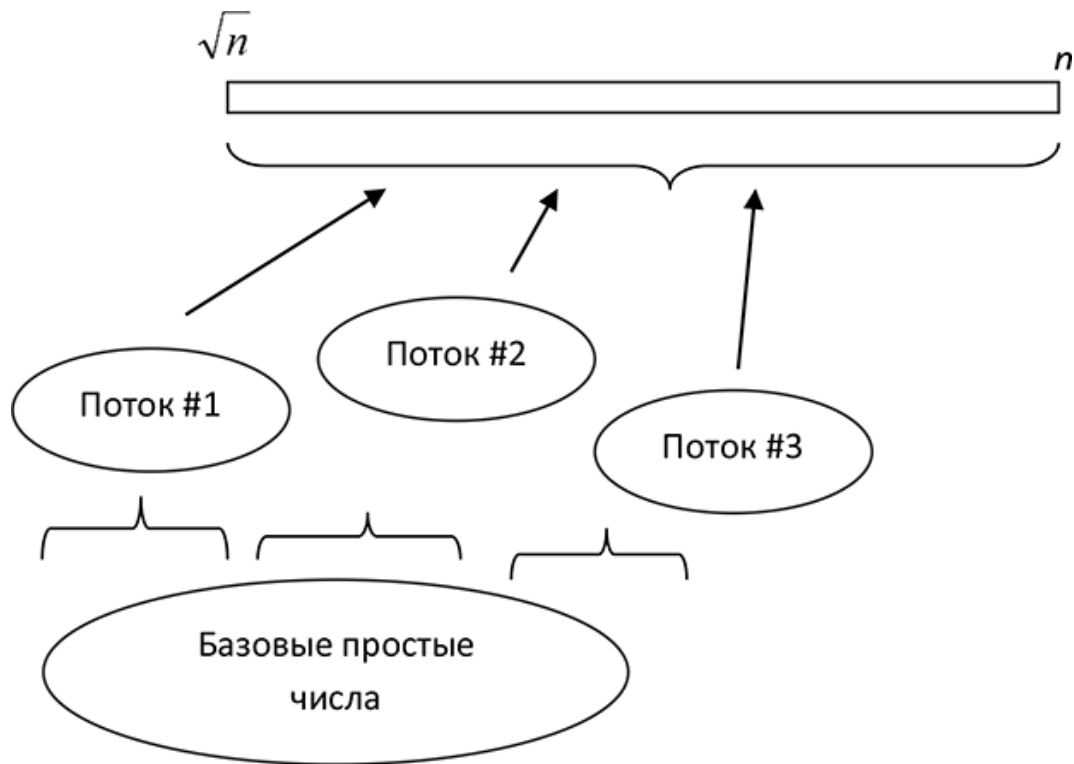 √n
n
Поток #1
Поток #2
Поток #3
Базовые простые
числа